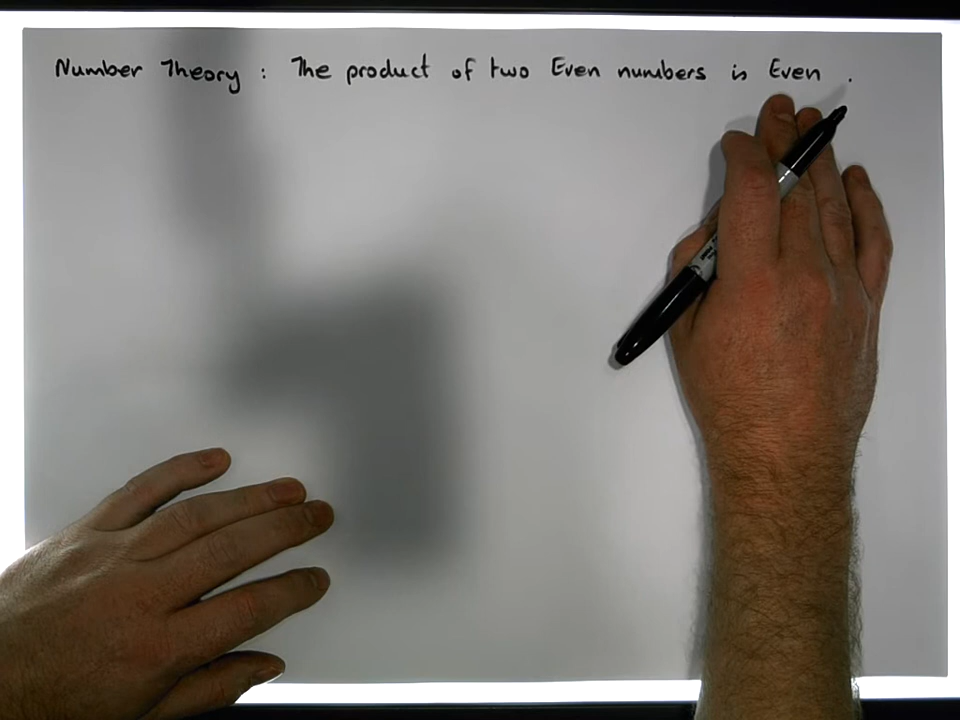 Number Theory : The product of two Even numbers is Even .